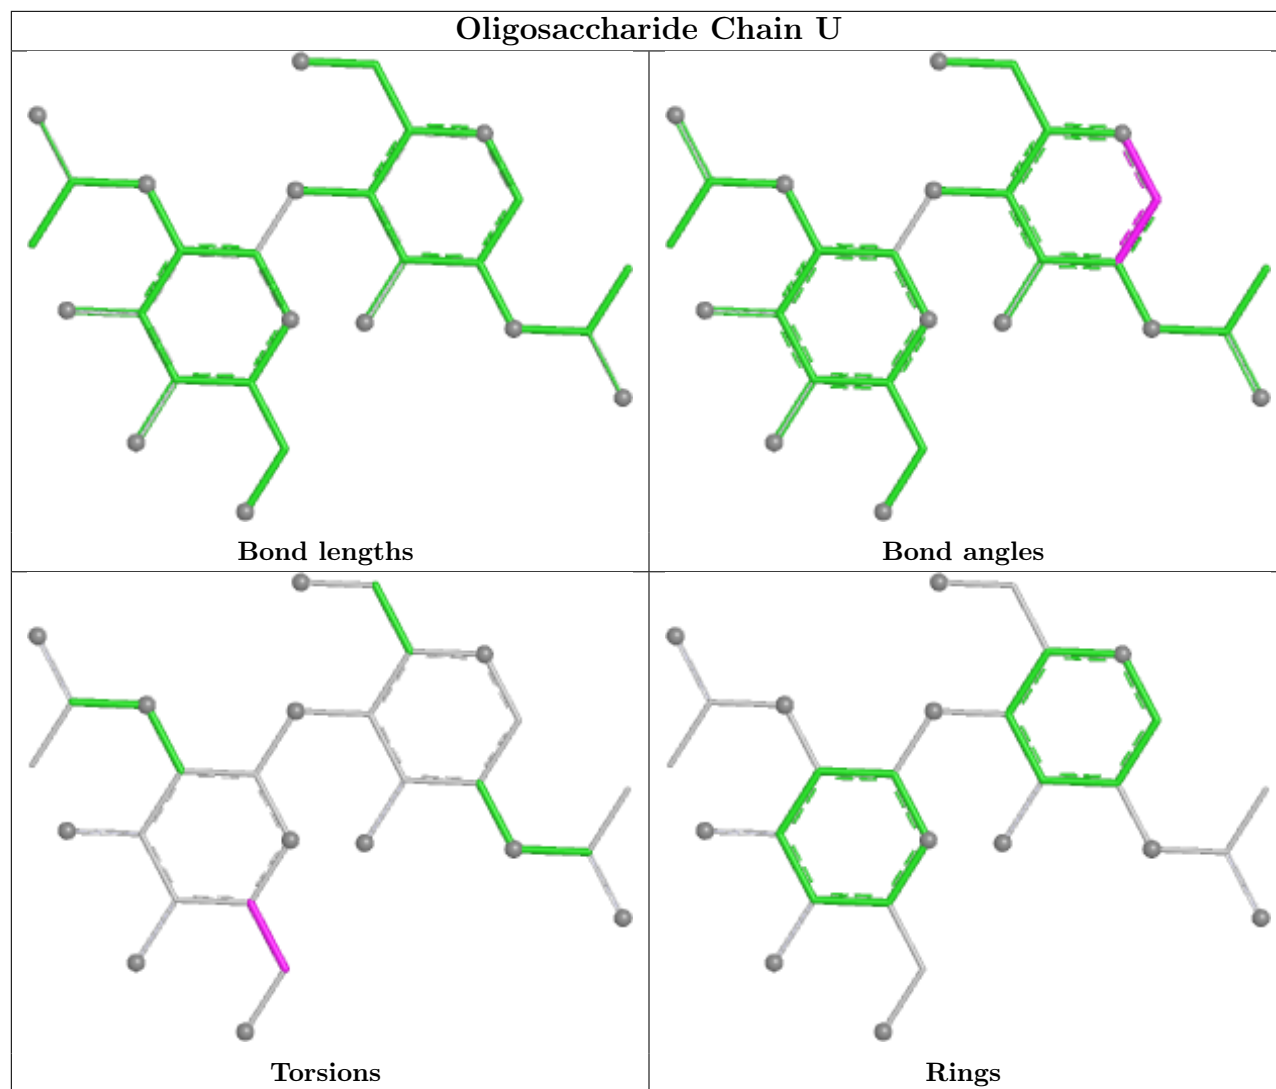 Oligosaccharide Chain U
Bond lengths
Bond angles
Torsions
Rings